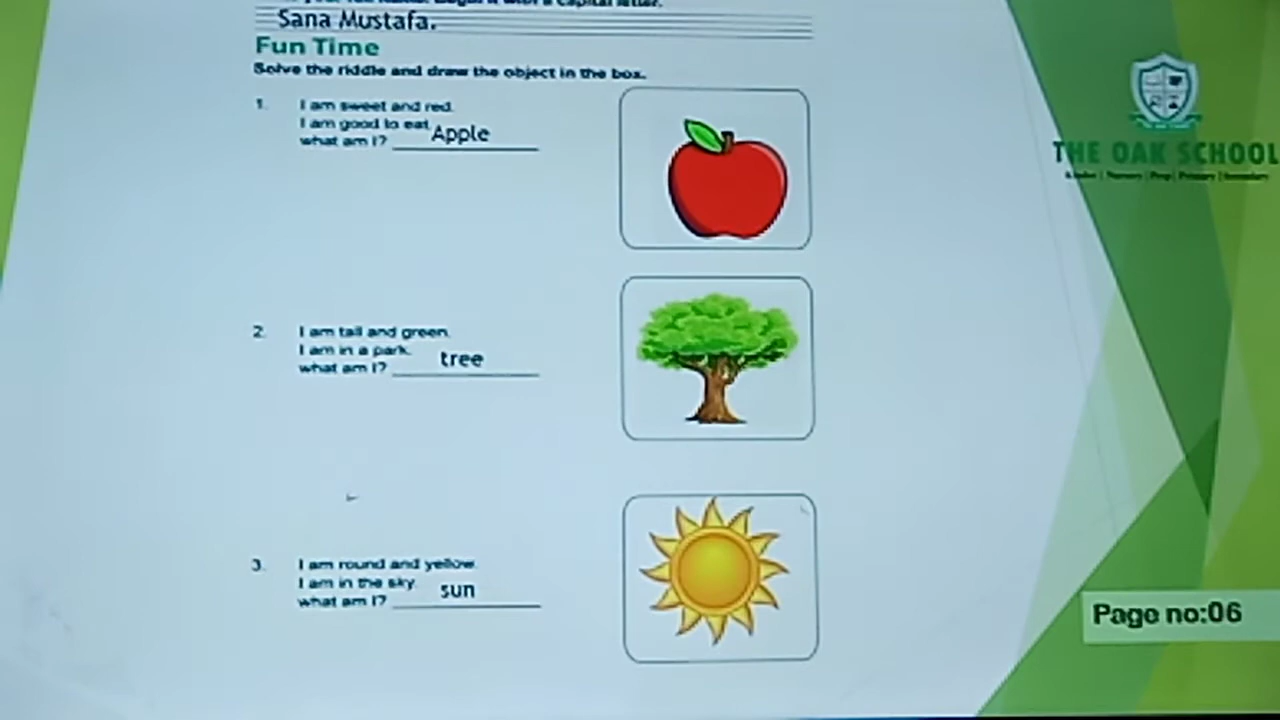 a capital letter.
Sana Mustafa.
Fun Time
Solve the riddle and draw the object in the box.
1. I am sweet and red.
I am good to eat.
what am I? Apple
2. I am tall and green.
I am in a park.
what am I? tree
3. I am round and yellow.
I am in the sky.
what am I? sun
THE OAK SCHOOL
Page no:06